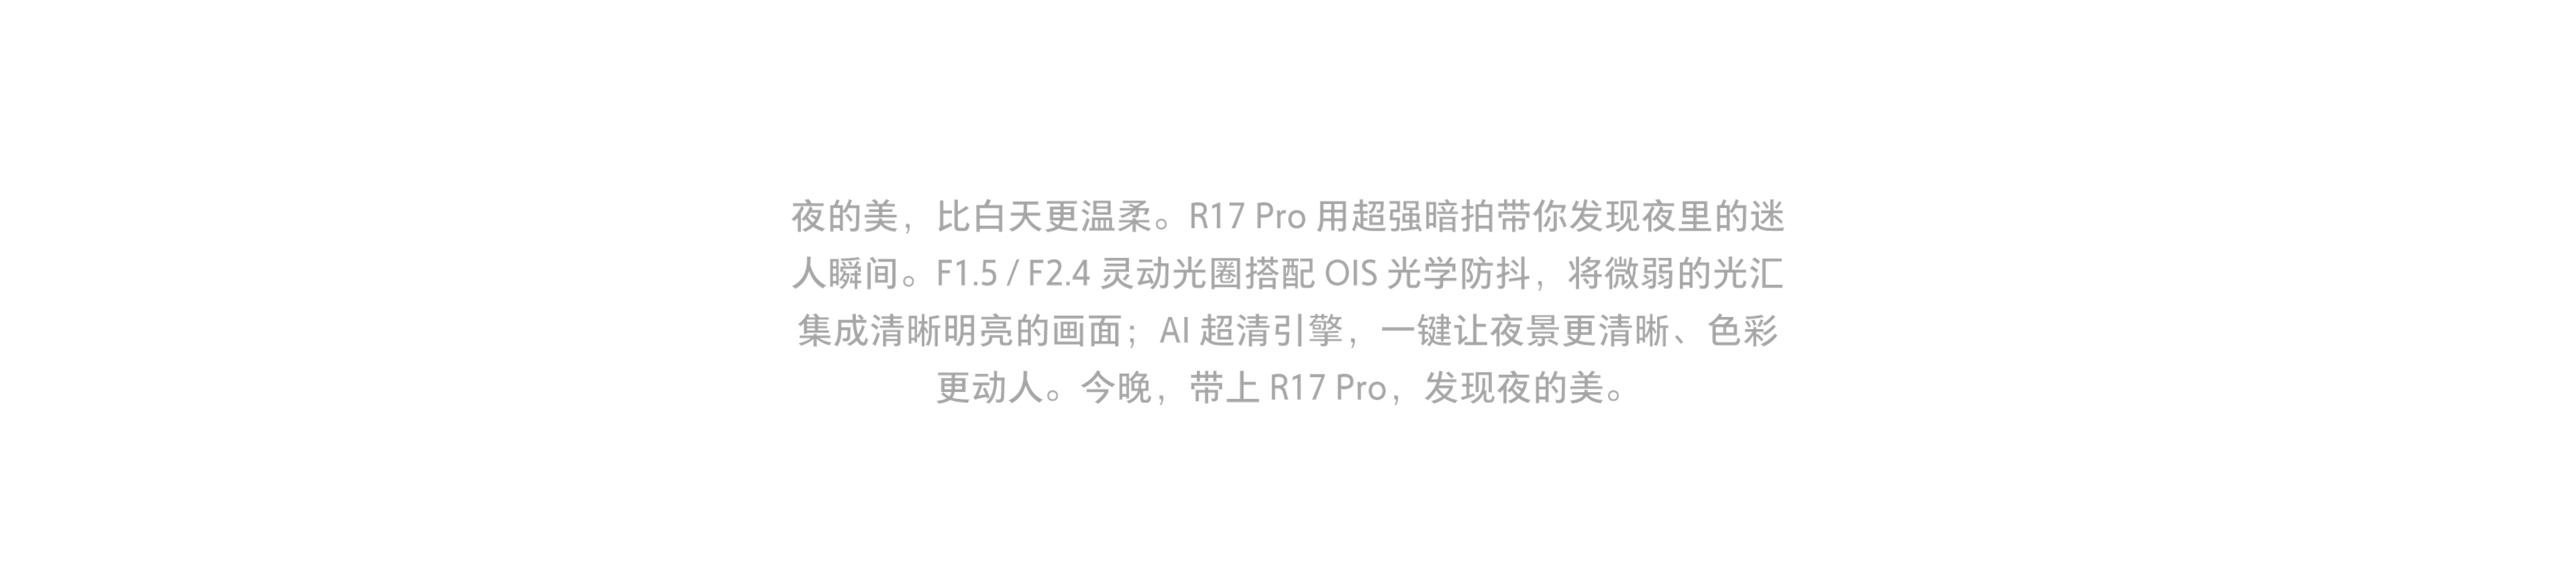 夜的美，比白天更温柔。R17 Pro 用超强暗拍带你发现夜里的迷
人瞬间。F1.5 / F2.4 灵动光圈搭配 OIS 光学防抖，将微弱的光汇
集成清晰明亮的画面；AI 超清引擎，一键让夜景更清晰、色彩
更动人。今晚，带上 R17 Pro，发现夜的美。